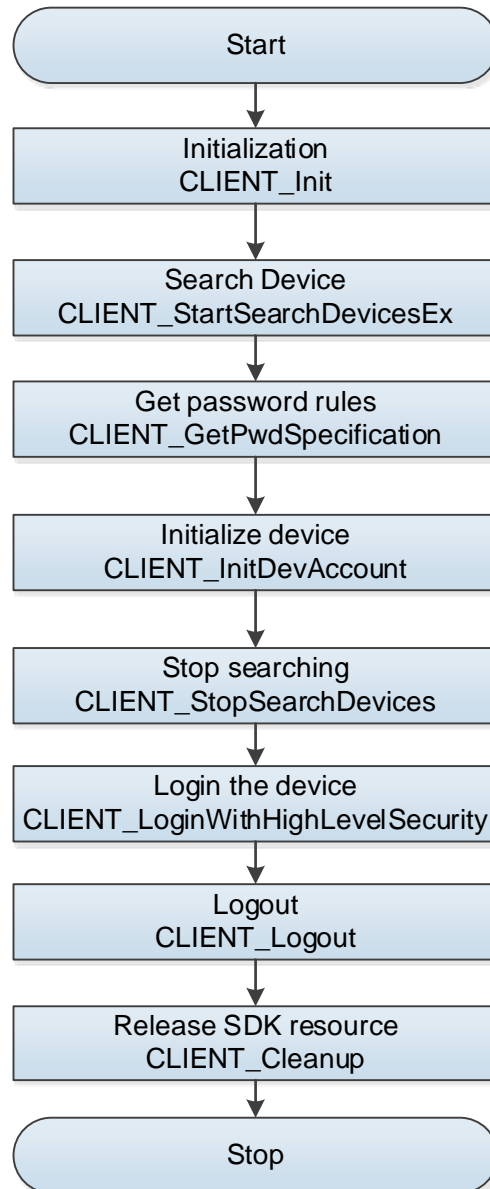 Start
Initialization
CLIENT_Init
Search Device
CLIENT_StartSearchDevicesEx
Get password rules
CLIENT_GetPwdSpecification
Initialize device
CLIENT_InitDevAccount
Stop searching
CLIENT_StopSearchDevices
Login the device
CLIENT_LoginWithHighLevelSecurity
Logout
CLIENT_Logout
Release SDK resource
CLIENT_Cleanup
Stop